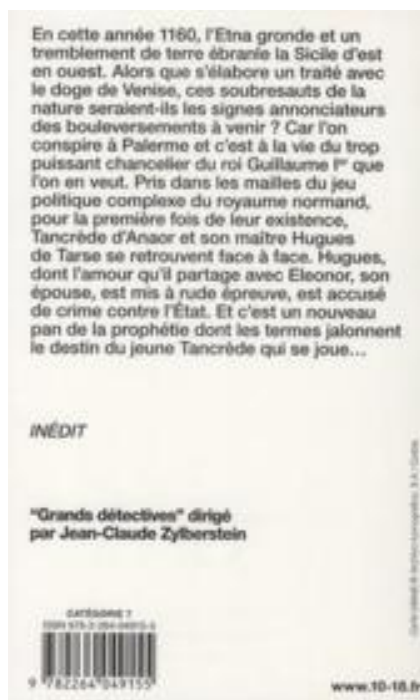 En cette année 1160, l'Etna gronde et un
tremblement de terre ébranle la Sicile d'est
en ouest. Alors que s'élabore un traité avec
le doge de Venise, ces soubresauts de la
nature seraient-ils les signes annonciateurs
des bouleversements à venir ? Car l'on
conspire à Palerme et c'est à la vie du trop
puissant chancelier du roi Guillaume Iᵉʳ que
l'on en veut. Pris dans les mailles du jeu
politique complexe du royaume normand,
pour la première fois de leur existence,
Tancrède d'Anaor et son maître Hugues
de Tarse se retrouvent face à face. Hugues,
dont l'amour qu'il partage avec Eleonor, son
épouse, est mis à rude épreuve, est accusé
de crime contre l'État. Et c'est un nouveau
pan de la prophétie dont les termes jalonnent
le destin du jeune Tancrède qui se joue...
INÉDIT
"Grands détectives" dirigé
par Jean-Claude Zylberstein
CATÉGORIE 7
ISBN 978-2-264-04915-5
9 782264 049155
www.10-18.fr